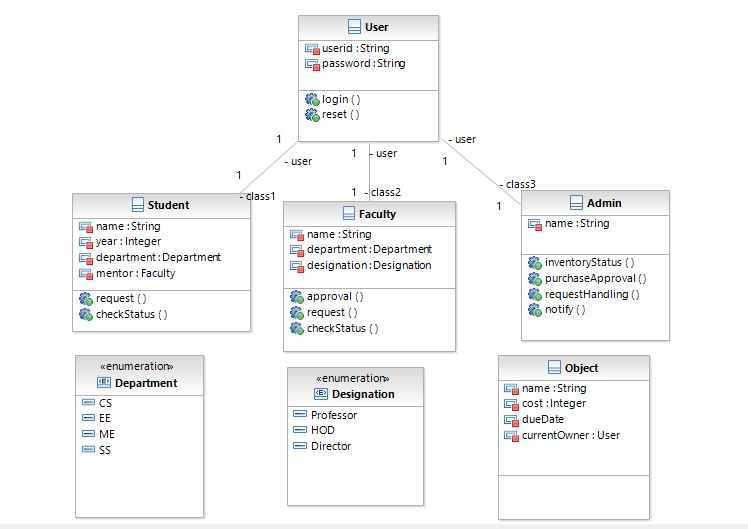 User
userid : String
password : String
login ( )
reset ( )
1
- user
1
- class1
1
- user
1
- class2
- user
1
- class3
1
Student
name : String
year : Integer
department : Department
mentor : Faculty
request ( )
checkStatus ( )
Faculty
name : String
department : Department
designation : Designation
approval ( )
request ( )
checkStatus ( )
Admin
name : String
inventoryStatus ( )
purchaseApproval ( )
requestHandling ( )
notify ( )
«enumeration»
Department
CS
EE
ME
SS
«enumeration»
Designation
Professor
HOD
Director
Object
name : String
cost : Integer
dueDate
currentOwner : User